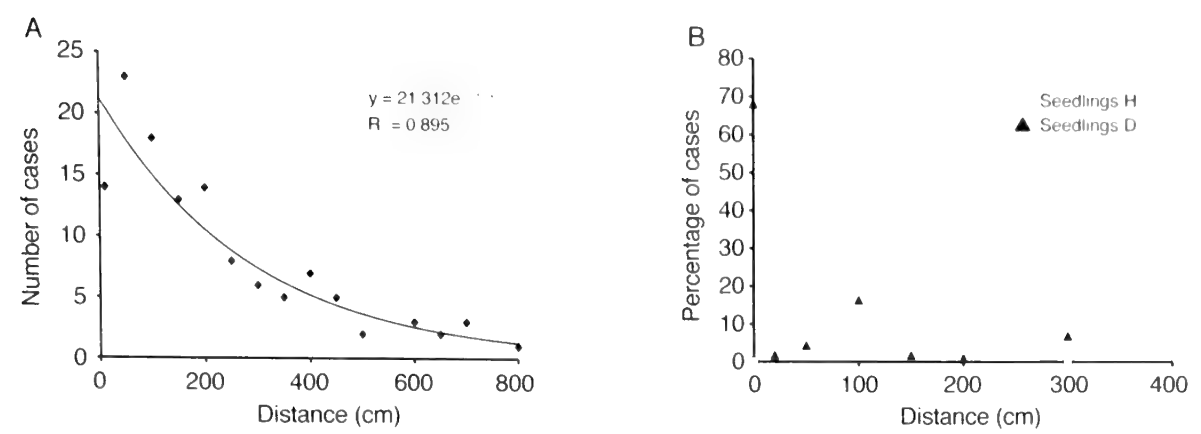 A
25
20
15
10
5
0
Number of cases
y = 21 312e
R = 0 895
0 200 400 600 800
Distance (cm)
B
80
70
60
50
40
30
20
10
0
Percentage of cases
Seedlings H
Seedlings D
0 100 200 300 400
Distance (cm)